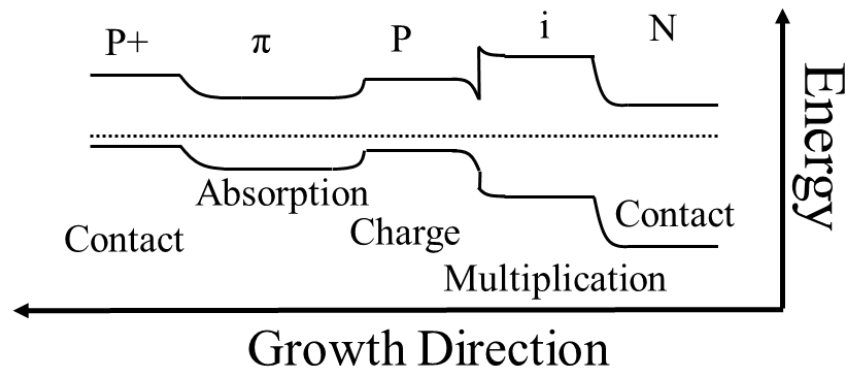 P+ π P i N
Energy
Absorption
Contact
Charge
Contact
Multiplication
Growth Direction